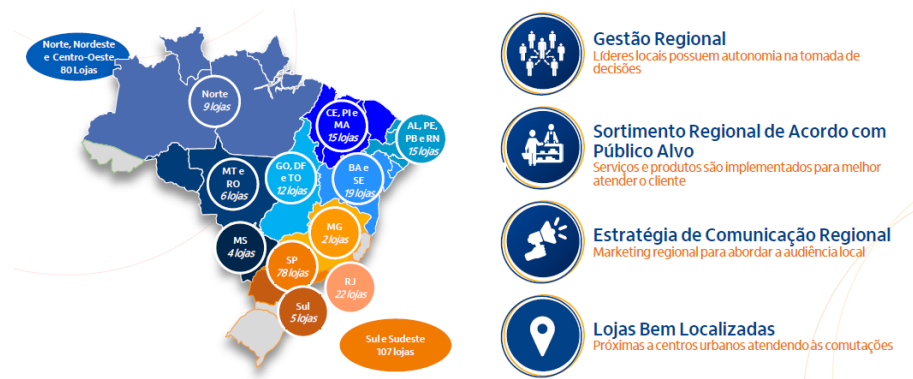 Norte, Nordeste
e Centro-Oeste
80 Lojas
Norte
9 lojas
CE, PI e
MA
15 lojas
AL, PE,
PB e RN
15 lojas
MT e
RO
6 lojas
GO, DF
e TO
12 lojas
BA e
SE
19 lojas
MS
4 lojas
MG
2 lojas
SP
78 lojas
RJ
22 lojas
Sul
5 lojas
Sul e Sudeste
107 lojas
Gestão Regional
Líderes locais possuem autonomia na tomada de
decisões
Sortimento Regional de Acordo com
Público Alvo
Serviços e produtos são implementados para melhor
atender o cliente
Estratégia de Comunicação Regional
Marketing regional para abordar a audiência local
Lojas Bem Localizadas
Próximas a centros urbanos atendendo às comutações